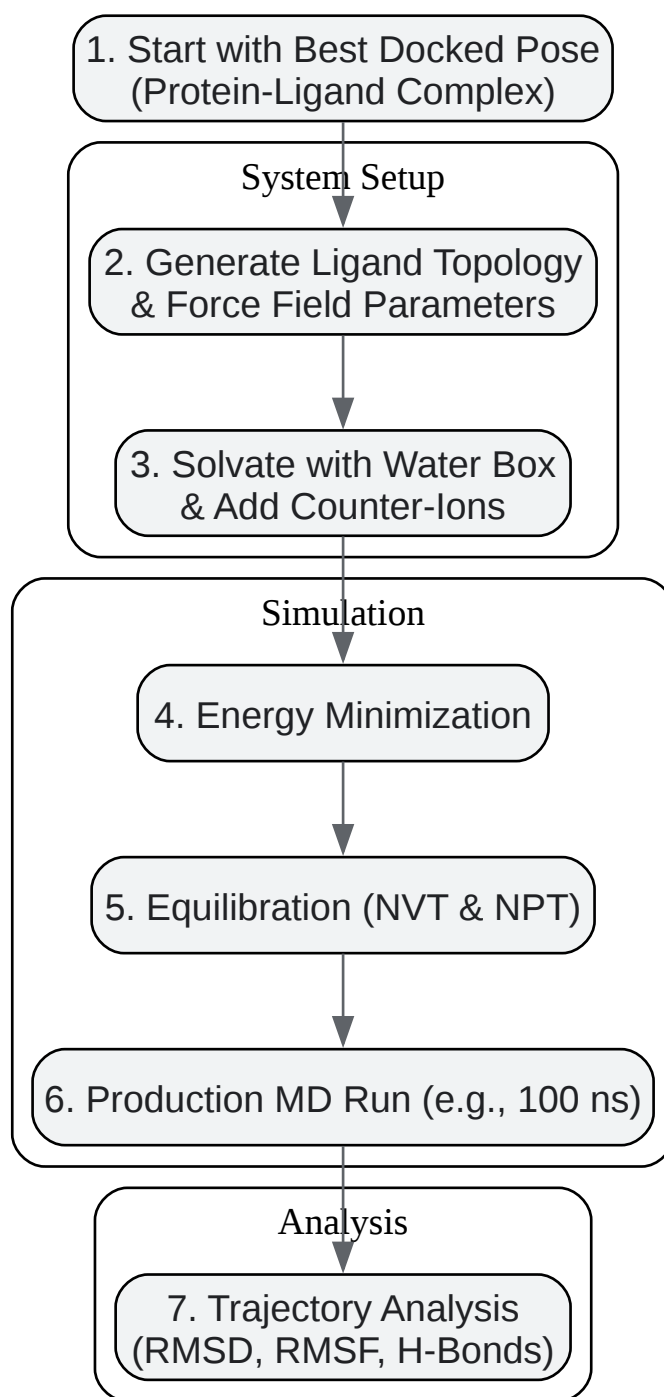 1. Start with Best Docked Pose
(Protein-Ligand Complex)
System Setup
2. Generate Ligand Topology
& Force Field Parameters
3. Solvate with Water Box
& Add Counter-Ions
Simulation
4. Energy Minimization
5. Equilibration (NVT & NPT)
6. Production MD Run (e.g., 100 ns)
Analysis
7. Trajectory Analysis
(RMSD, RMSF, H-Bonds)